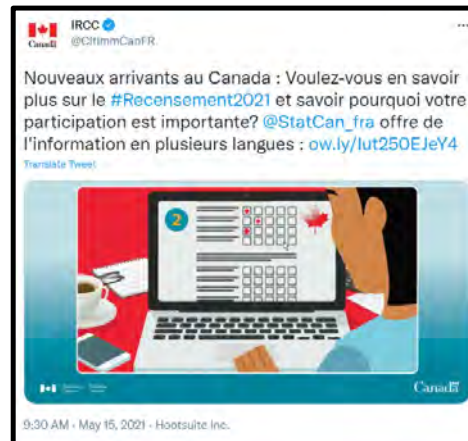 IRCC
Canada
@CitImmCanFR
Nouveaux arrivants au Canada : Voulez-vous en savoir
plus sur le #Recensement2021 et savoir pourquoi votre
participation est importante? @StatCan_fra offre de
l'information en plusieurs langues : ow.ly/Iut250EJeY4
Translate Tweet
2
Canada
9:30 AM · May 15, 2021 · Hootsuite Inc.